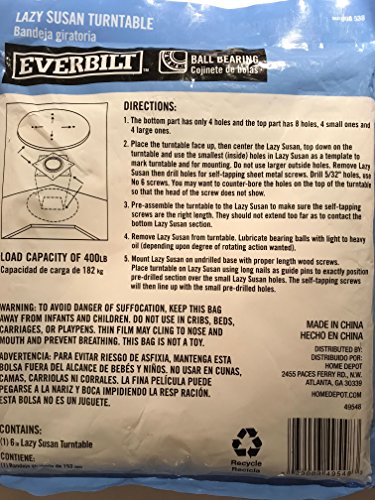 LAZY SUSAN TURNTABLE
Bandeja giratoria
538
EVERBILT
BALL BEARING
Cojinete de bolas
DIRECTIONS:
1. The bottom part has only 4 holes and the top part has 8 holes, 4 small ones and
4 large ones.
2. Place the turntable face up, then center the Lazy Susan, top down on the
turntable and use the smallest (inside) holes in Lazy Susan as a template to
mark turntable and for mounting. Do not use larger outside holes. Remove Lazy
Susan then drill holes for self-tapping sheet metal screws. Drill 5/32" holes, use
No 6 screws. You may want to counter-bore the holes on the top of the turntable
so that the head of the screw does not show.
3. Pre-assemble the turntable to the Lazy Susan to make sure the self-tapping
screws are the right length. They should not extend too far as to contact the
bottom Lazy Susan section.
4. Remove Lazy Susan from turntable. Lubricate bearing balls with light to heavy
oil (depending upon degree of rotating action wanted).
5. Mount Lazy Susan on undrilled base with proper length wood screws.
Place turntable on Lazy Susan using long nails as guide pins to exactly position
pre-drilled section over the center section. The self-tapping sheet metal screws
will then line up with the small pre-drilled holes.
LOAD CAPACITY OF 400LB
Capacidad de carga de 182 kg
WARNING: TO AVOID DANGER OF SUFFOCATION, KEEP THIS BAG
AWAY FROM INFANTS AND CHILDREN. DO NOT USE IN CRIBS, BEDS,
CARRIAGES, OR PLAYPENS. THIN FILM MAY CLING TO NOSE AND
MOUTH AND PREVENT BREATHING. THIS BAG IS NOT A TOY.
ADVERTENCIA: PARA EVITAR RIESGO DE ASFIXIA, MANTENGA ESTA
BOLSA FUERA DEL ALCANCE DE BEBÉS Y NIÑOS. NO USAR EN CUNAS,
CAMAS, CARRIOLAS NI CORRALES. LA FINA PELÍCULA PUEDE
PEGARSE A LA NARIZ Y BOCA IMPIDIENDO LA RESPIRACIÓN.
ESTA BOLSA NO ES UN JUGUETE.
MADE IN CHINA
HECHO EN CHINA
DISTRIBUTED BY:
DISTRIBUIDO POR:
HOME DEPOT
2455 PACES FERRY RD., N.W.
ATLANTA, GA 30339
HOMEDEPOT.COM
49548
CONTAINS:
(1) 6 in Lazy Susan Turntable
Recycle
Recicla
(1) Bandeja giratoria de 152 mm